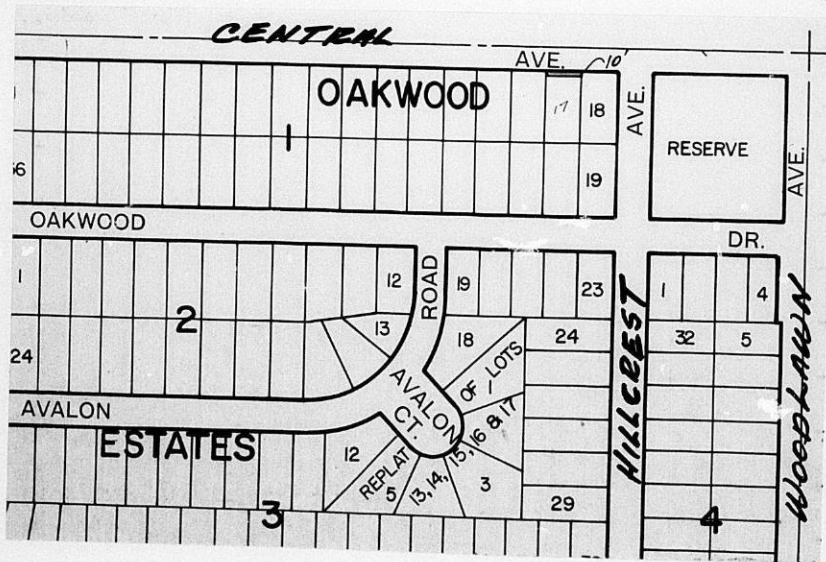 CENTRAL
AVE. 10'
OAKWOOD
17 18
AVE.
1
RESERVE
AVE.
19
OAKWOOD
DR.
1
12
ROAD
19
23
1
4
2
13
HILLCREST
WOODLAWN
18
24
32 5
24
OF LOTS
AVALON
AVALON CT.
ESTATES
12
REPLAT
13, 14, 15, 16 & 17
5
3
3
29
4